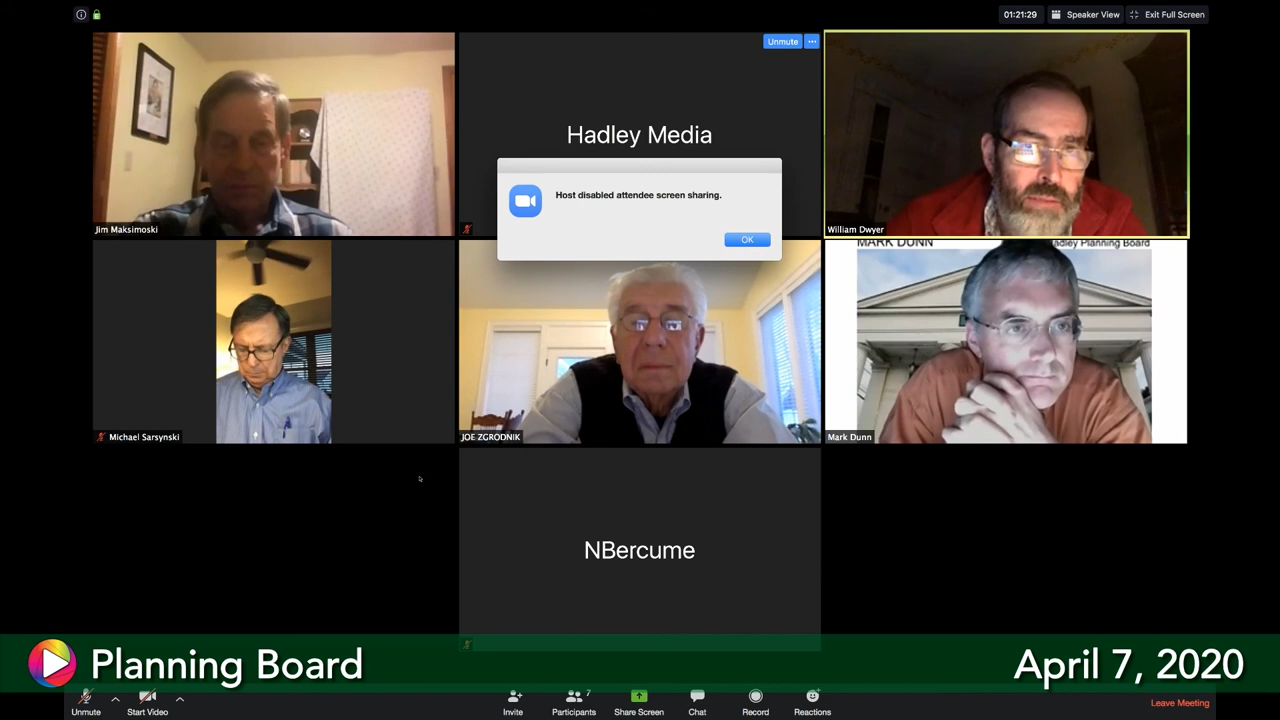 01:21:29
Speaker View
Exit Full Screen
Unmute
Hadley Media
Host disabled attendee screen sharing.
OK
Jim Maksimoski
William Dwyer
MARK DUNN
Hadley Planning Board
Michael Sarsynski
JOE ZGRODNIK
Mark Dunn
NBercume
Planning Board
April 7, 2020
Unmute
Start Video
Invite
7
Participants
Share Screen
Chat
Record
Reactions
Leave Meeting